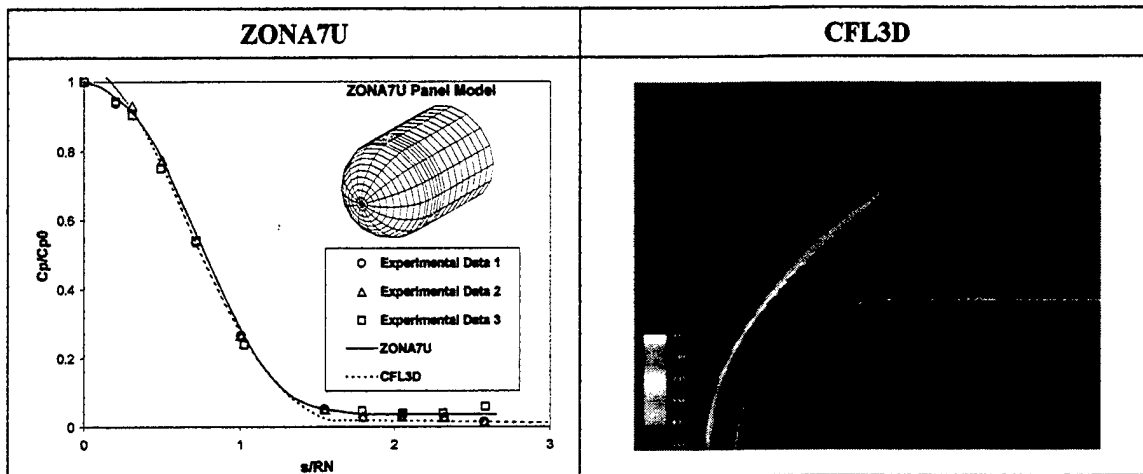 ZONA7U
CFL3D
ZONA7U Panel Model
1
0.8
0.6
0.4
0.2
0
Cp/Cp0
Experimental Data 1
Experimental Data 2
Experimental Data 3
ZONA7U
CFL3D
0
1
2
3
s/RN